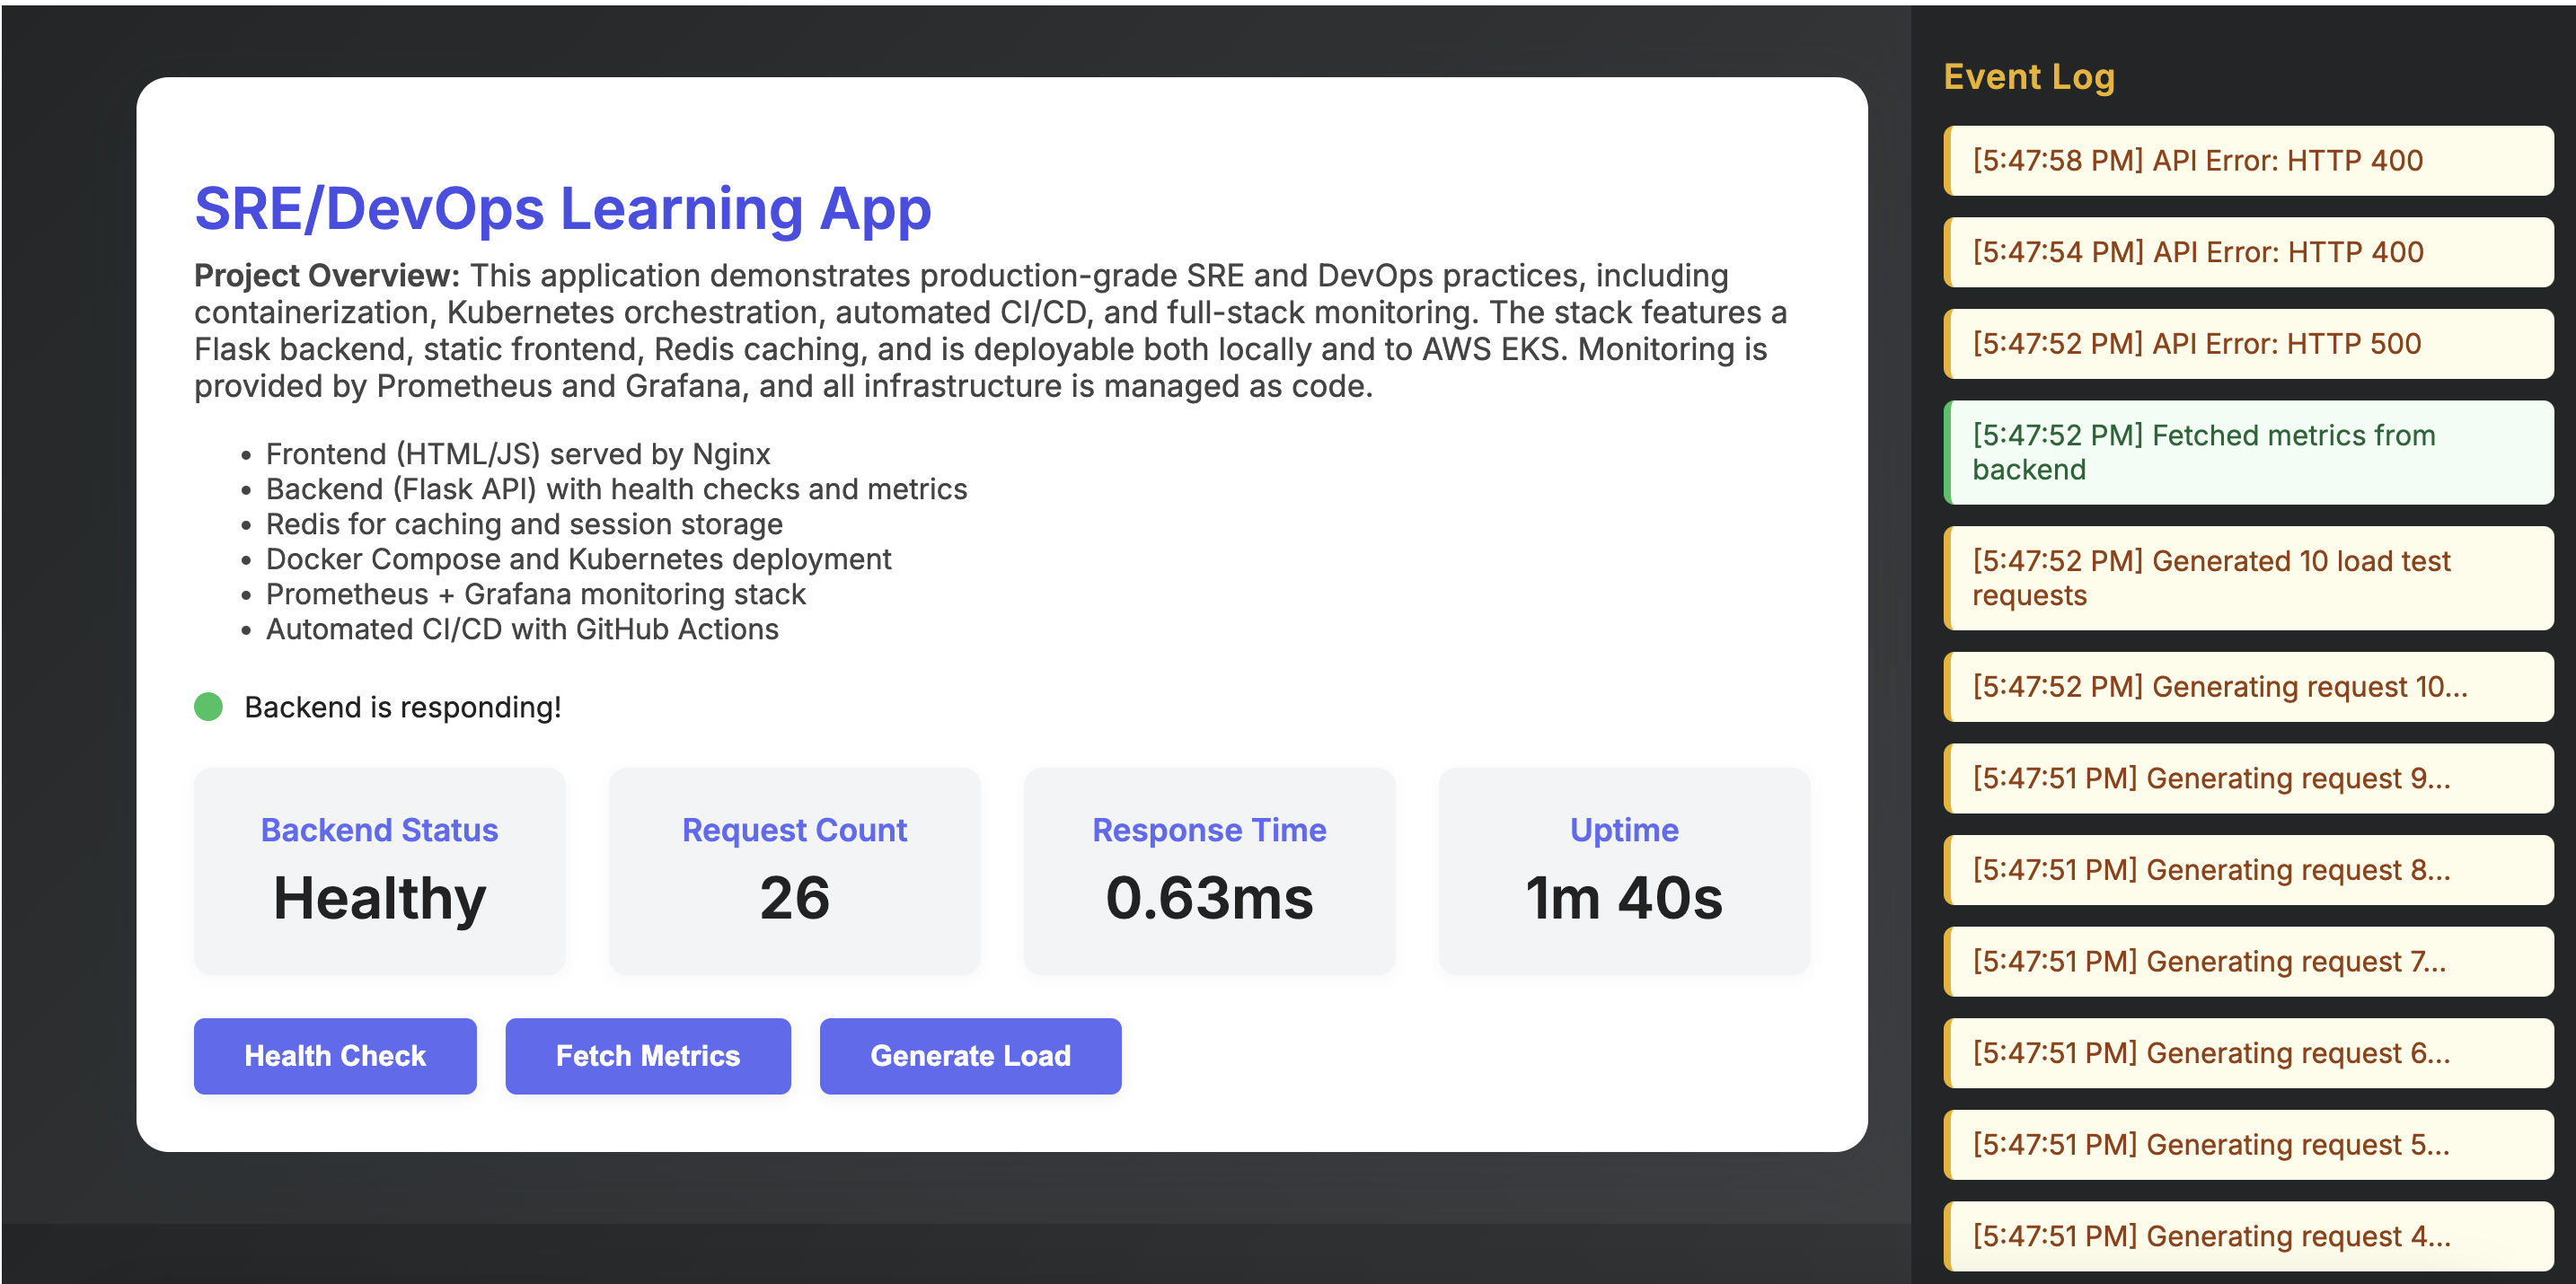 SRE/DevOps Learning App
Project Overview: This application demonstrates production-grade SRE and DevOps practices, including
containerization, Kubernetes orchestration, automated CI/CD, and full-stack monitoring. The stack features a
Flask backend, static frontend, Redis caching, and is deployable both locally and to AWS EKS. Monitoring is
provided by Prometheus and Grafana, and all infrastructure is managed as code.
• Frontend (HTML/JS) served by Nginx
• Backend (Flask API) with health checks and metrics
• Redis for caching and session storage
• Docker Compose and Kubernetes deployment
• Prometheus + Grafana monitoring stack
• Automated CI/CD with GitHub Actions
Backend is responding!
Backend Status
Healthy
Request Count
26
Response Time
0.63ms
Uptime
1m 40s
Health Check
Fetch Metrics
Generate Load
Event Log
[5:47:58 PM] API Error: HTTP 400
[5:47:54 PM] API Error: HTTP 400
[5:47:52 PM] API Error: HTTP 500
[5:47:52 PM] Fetched metrics from
backend
[5:47:52 PM] Generated 10 load test
requests
[5:47:52 PM] Generating request 10...
[5:47:51 PM] Generating request 9...
[5:47:51 PM] Generating request 8...
[5:47:51 PM] Generating request 7...
[5:47:51 PM] Generating request 6...
[5:47:51 PM] Generating request 5...
[5:47:51 PM] Generating request 4...